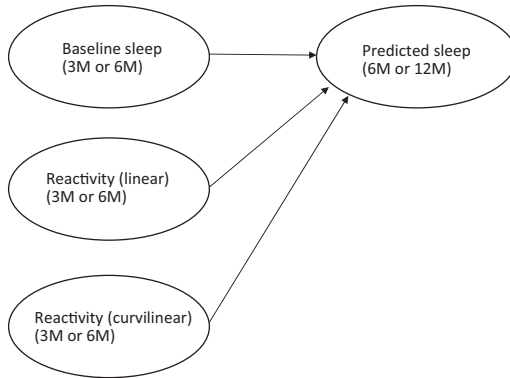 Baseline sleep
(3M or 6M)
Predicted sleep
(6M or 12M)
Reactivity (linear)
(3M or 6M)
Reactivity (curvilinear)
(3M or 6M)